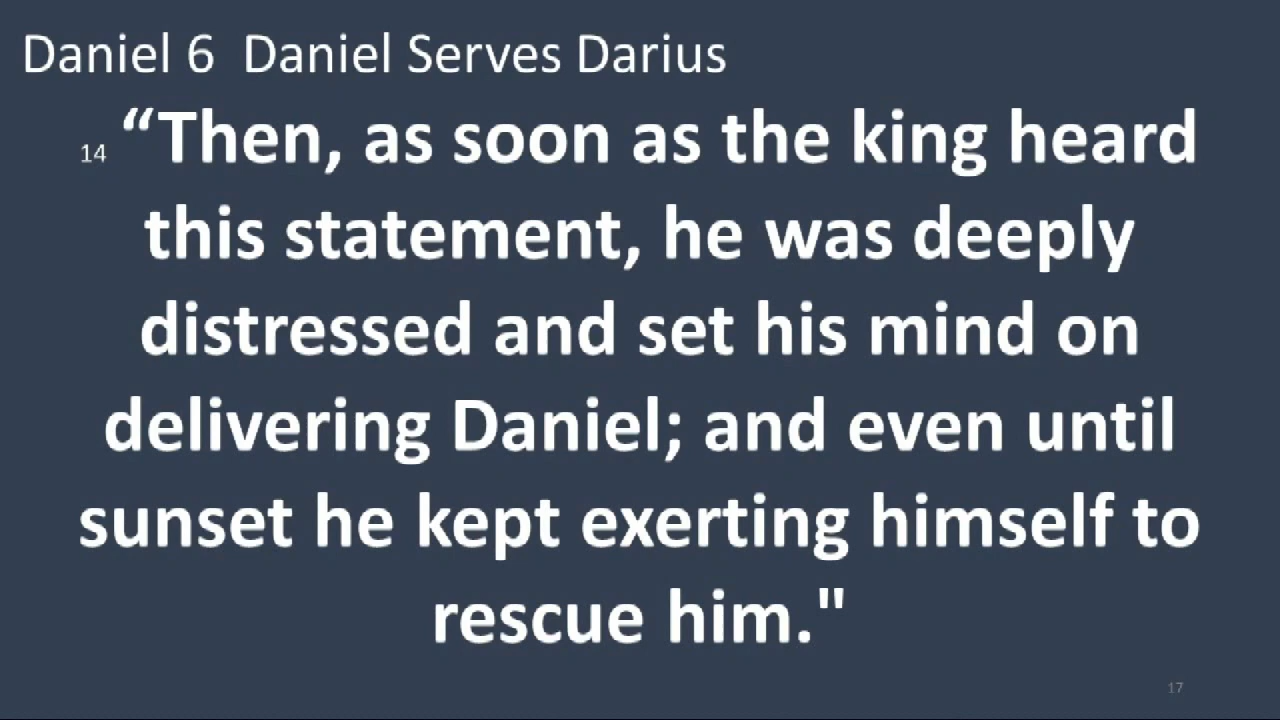 Daniel 6  Daniel Serves Darius
14 “Then, as soon as the king heard
this statement, he was deeply
distressed and set his mind on
delivering Daniel; and even until
sunset he kept exerting himself to
rescue him."
17